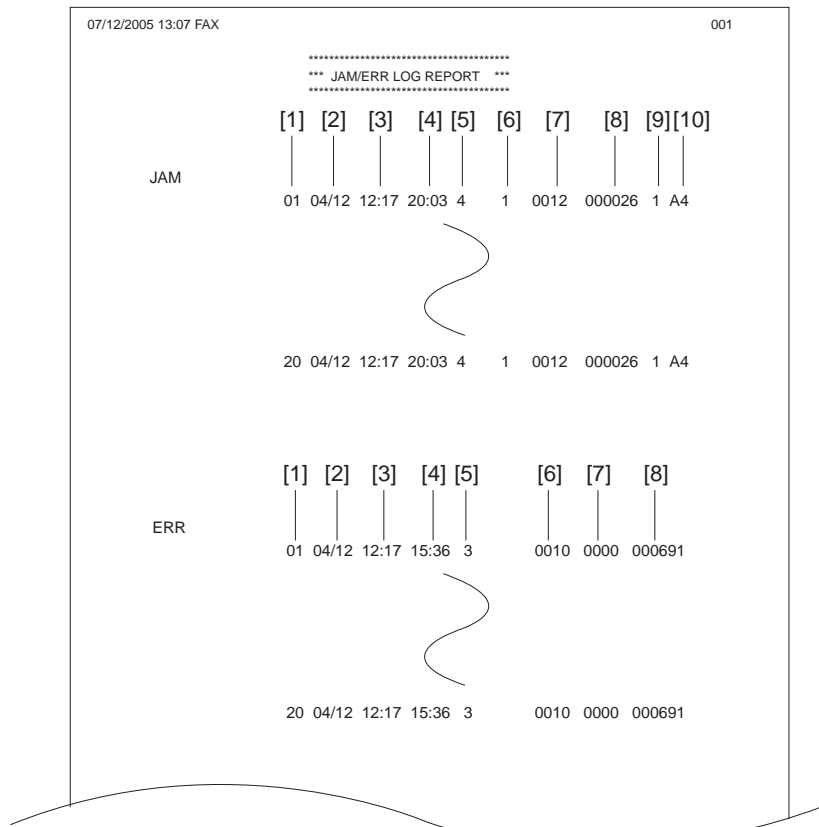 07/12/2005 13:07 FAX 001
***************************************
*** JAM/ERR LOG REPORT ***
***************************************
[1] [2] [3] [4] [5] [6] [7] [8] [9] [10]
JAM
01 04/12 12:17 20:03 4 1 0012 000026 1 A4
20 04/12 12:17 20:03 4 1 0012 000026 1 A4
[1] [2] [3] [4] [5] [6] [7] [8]
ERR
01 04/12 12:17 15:36 3 0010 0000 000691
20 04/12 12:17 15:36 3 0010 0000 000691